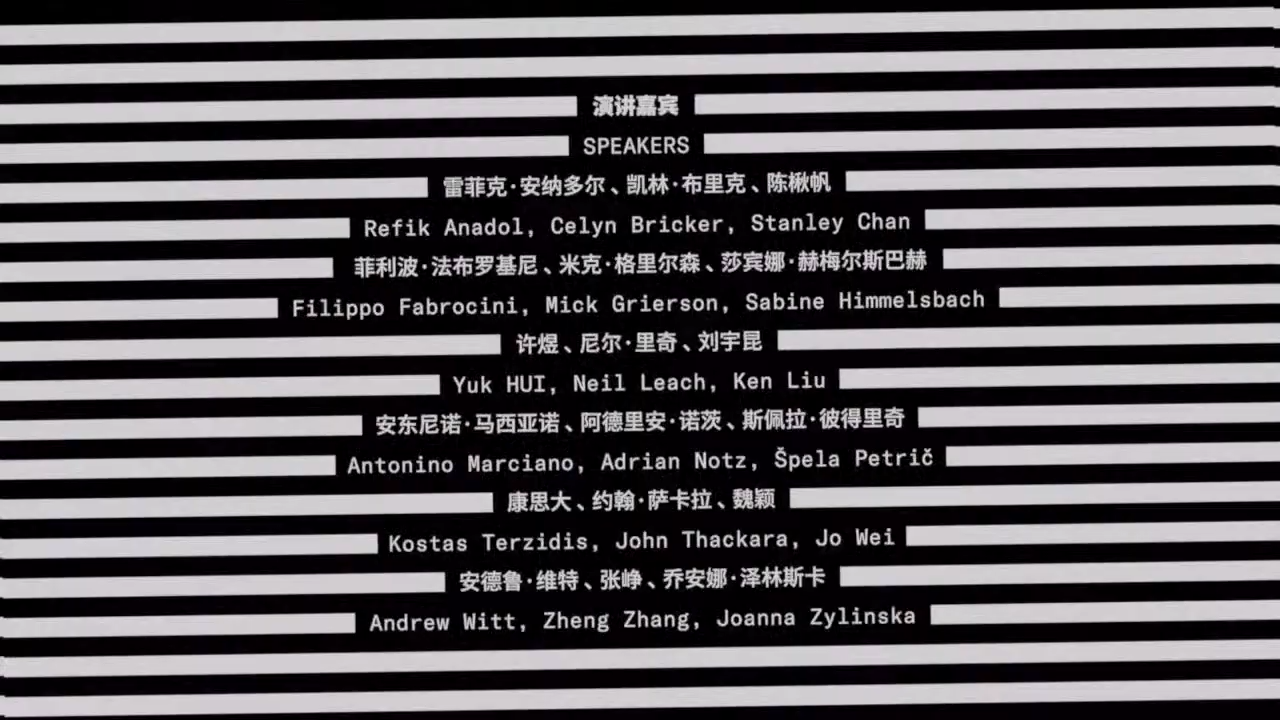 演讲嘉宾
SPEAKERS
雷菲克·安纳多尔、凯林·布里克、陈楸帆
Refik Anadol, Celyn Bricker, Stanley Chan
菲利波·法布罗基尼、米克·格里尔森、莎宾娜·赫梅尔斯巴赫
Filippo Fabrocini, Mick Grierson, Sabine Himmelsbach
许煜、尼尔·里奇、刘宇昆
Yuk HUI, Neil Leach, Ken Liu
安东尼诺·马西亚诺、阿德里安·诺茨、斯佩拉·彼得里奇
Antonino Marciano, Adrian Notz, Špela Petrič
康思大、约翰·萨卡拉、魏颖
Kostas Terzidis, John Thackara, Jo Wei
安德鲁·维特、张峥、乔安娜·泽林斯卡
Andrew Witt, Zheng Zhang, Joanna Zylinska